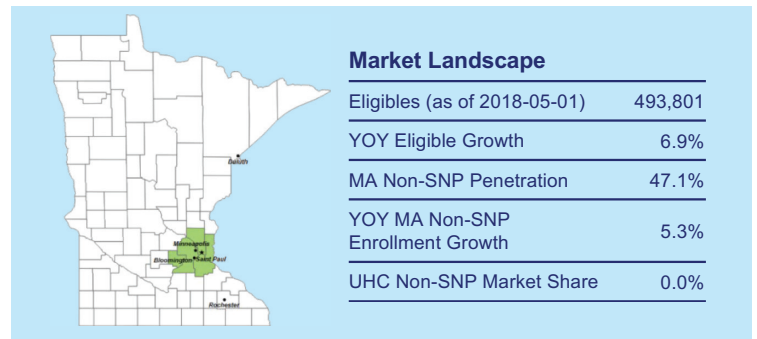 Market Landscape
Eligibles (as of 2018-05-01) 493,801
YOY Eligible Growth 6.9%
MA Non-SNP Penetration 47.1%
YOY MA Non-SNP
Enrollment Growth 5.3%
UHC Non-SNP Market Share 0.0%
Duluth
Minneapolis
Bloomington Saint Paul
Rochester